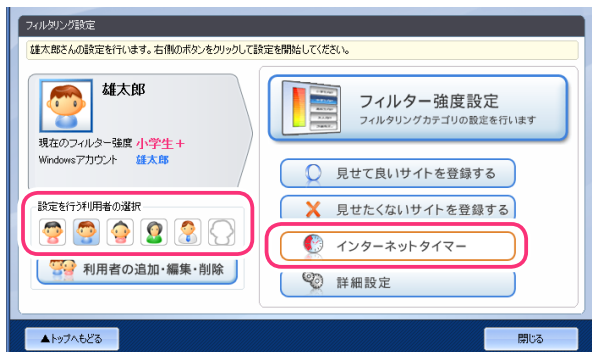 フィルタリング設定
雄太郎さんの設定を行います。右側のボタンをクリックして設定を開始してください。
雄太郎
現在のフィルター強度 小学生＋
Windowsアカウント 雄太郎
設定を行う利用者の選択
利用者の追加・編集・削除
フィルター強度設定
フィルタリングカテゴリの設定を行います
見せて良いサイトを登録する
見せたくないサイトを登録する
インターネットタイマー
詳細設定
▲トップへもどる
閉じる